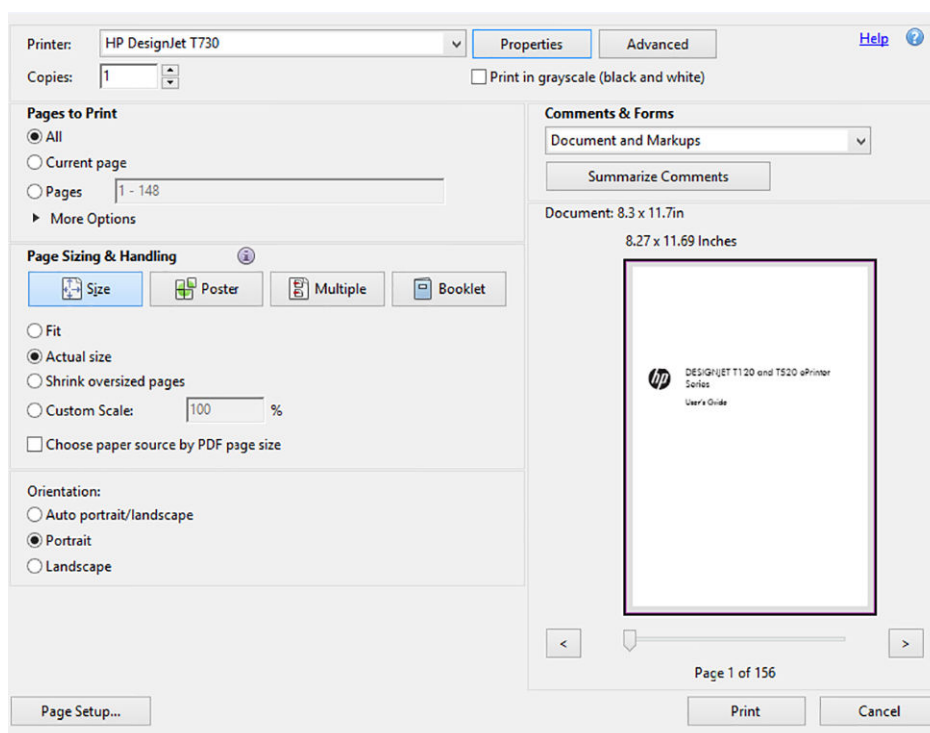 Printer: HP DesignJet T730 Properties Advanced Help
Copies: 1 Print in grayscale (black and white)
Pages to Print
All
Current page
Pages 1 - 148
More Options
Page Sizing & Handling
Size Poster Multiple Booklet
Fit
Actual size
Shrink oversized pages
Custom Scale: 100 %
Choose paper source by PDF page size
Orientation:
Auto portrait/landscape
Portrait
Landscape
Comments & Forms
Document and Markups
Summarize Comments
Document: 8.3 x 11.7in
8.27 x 11.69 Inches
hp
DESIGNJET T120 and T520 ePrinter
Series
User's Guide
< >
Page 1 of 156
Page Setup... Print Cancel